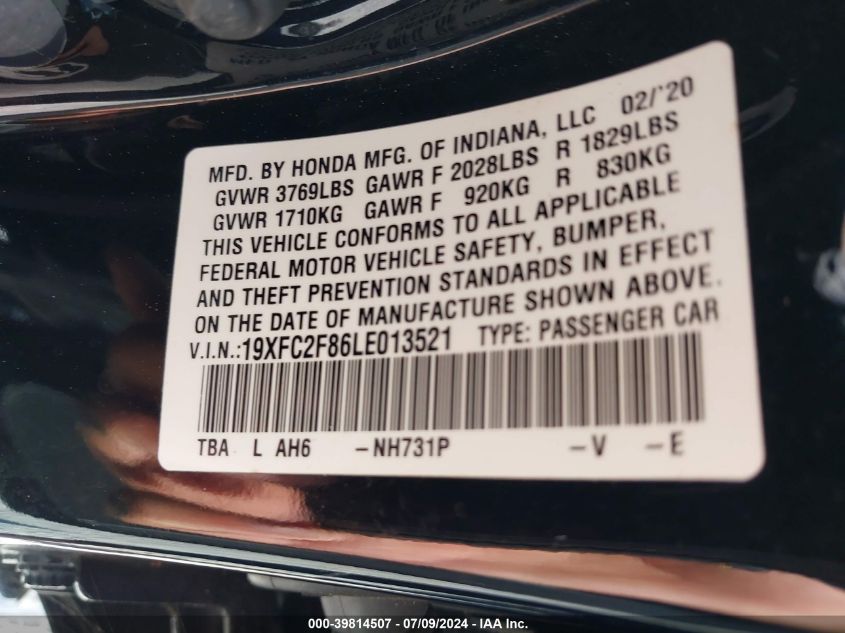 MFD. BY HONDA MFG. OF INDIANA, LLC 02/'20
GVWR 3769LBS GAWR F 2028LBS R 1829LBS
GVWR 1710KG GAWR F 920KG R 830KG
THIS VEHICLE CONFORMS TO ALL APPLICABLE
FEDERAL MOTOR VEHICLE SAFETY, BUMPER,
AND THEFT PREVENTION STANDARDS IN EFFECT
ON THE DATE OF MANUFACTURE SHOWN ABOVE.
V.I.N.:19XFC2F86LE013521 TYPE: PASSENGER CAR
TBA L AH6 -NH731P -V -E
000-39814507 - 07/09/2024 - IAA Inc.